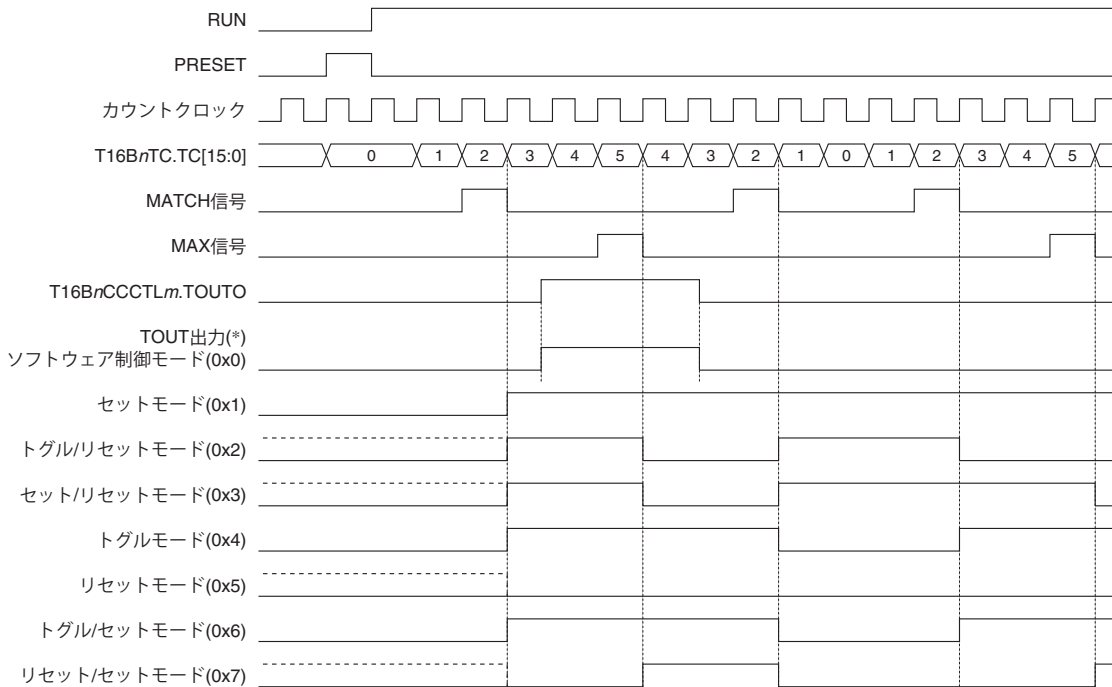 RUN
PRESET
カウントクロック
T16BnTC.TC[15:0] 0 1 2 3 4 5 4 3 2 1 0 1 2 3 4 5
MATCH信号
MAX信号
T16BnCCCTLm.TOUTO
TOUT出力(*)
ソフトウェア制御モード(0x0)
セットモード(0x1)
トグル/リセットモード(0x2)
セット/リセットモード(0x3)
トグルモード(0x4)
リセットモード(0x5)
トグル/セットモード(0x6)
リセット/セットモード(0x7)